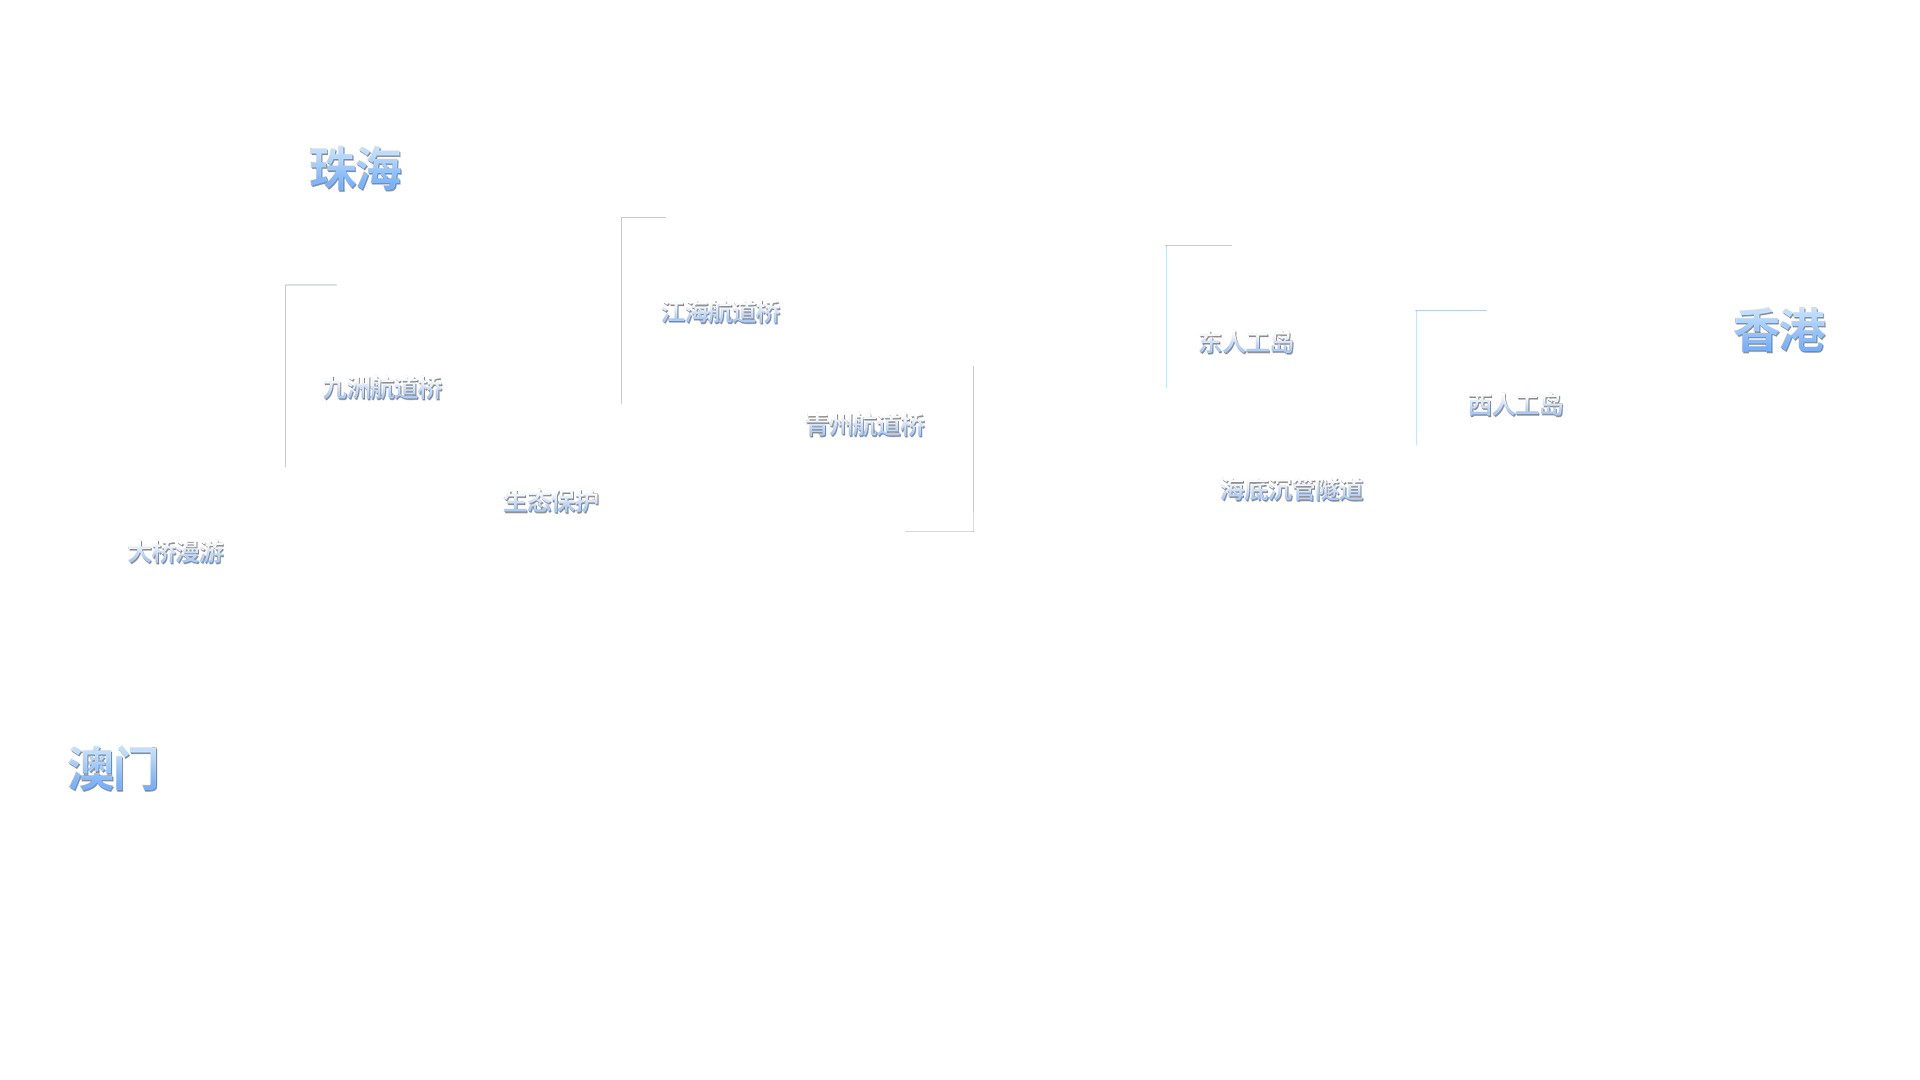 珠海
江海航道桥
香港
东人工岛
九洲航道桥
西人工岛
青州航道桥
海底沉管隧道
生态保护
大桥漫游
澳门